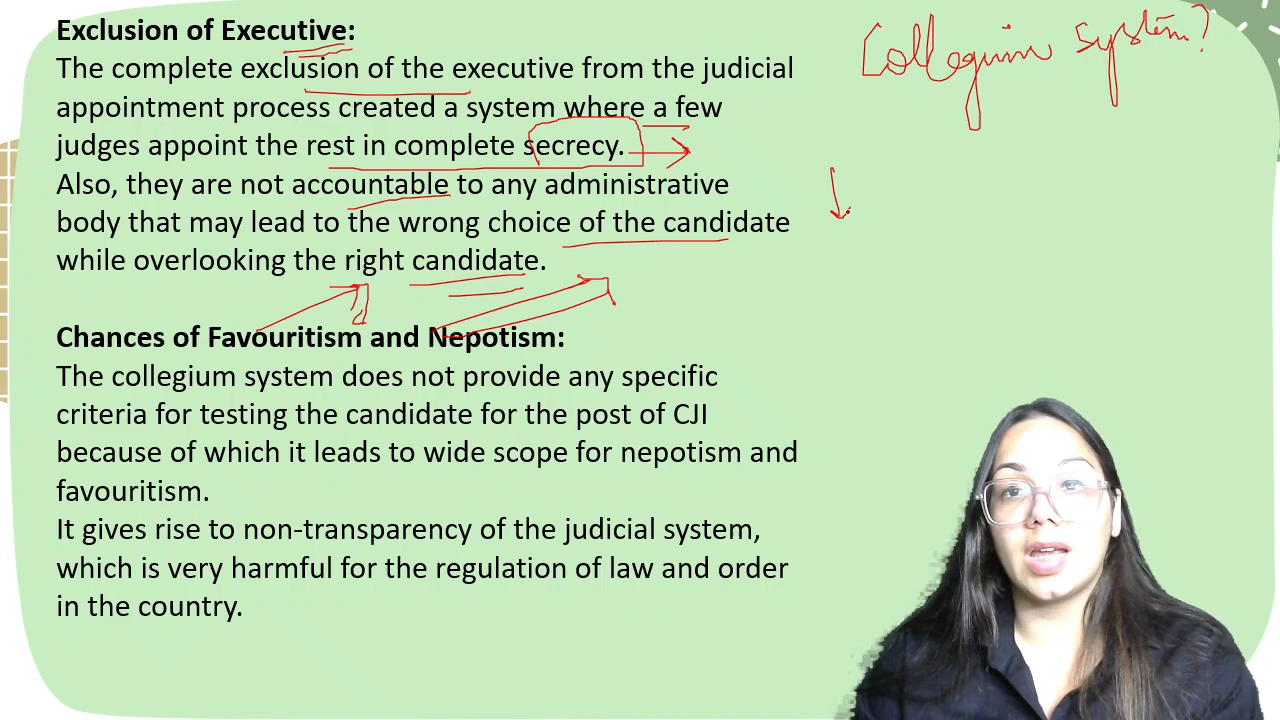 Exclusion of Executive:
The complete exclusion of the executive from the judicial
appointment process created a system where a few
judges appoint the rest in complete secrecy.
Also, they are not accountable to any administrative
body that may lead to the wrong choice of the candidate
while overlooking the right candidate.
Chances of Favouritism and Nepotism:
The collegium system does not provide any specific
criteria for testing the candidate for the post of CJI
because of which it leads to wide scope for nepotism and
favouritism.
It gives rise to non-transparency of the judicial system,
which is very harmful for the regulation of law and order
in the country.
Collegium System?